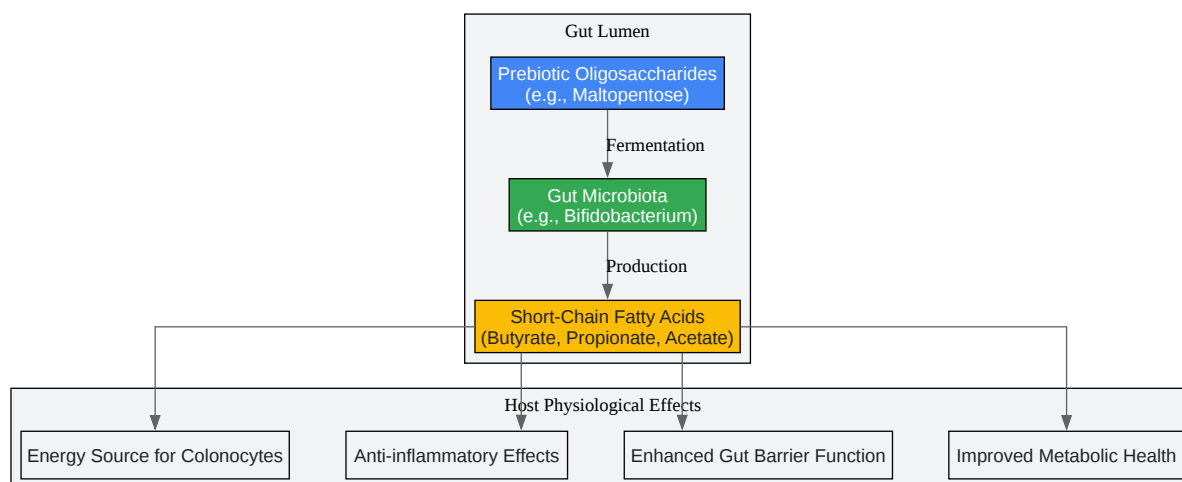 Gut Lumen
Prebiotic Oligosaccharides
(e.g., Maltopentose)
Fermentation
Gut Microbiota
(e.g., Bifidobacterium)
Production
Short-Chain Fatty Acids
(Butyrate, Propionate, Acetate)
Host Physiological Effects
Energy Source for Colonocytes
Anti-inflammatory Effects
Enhanced Gut Barrier Function
Improved Metabolic Health